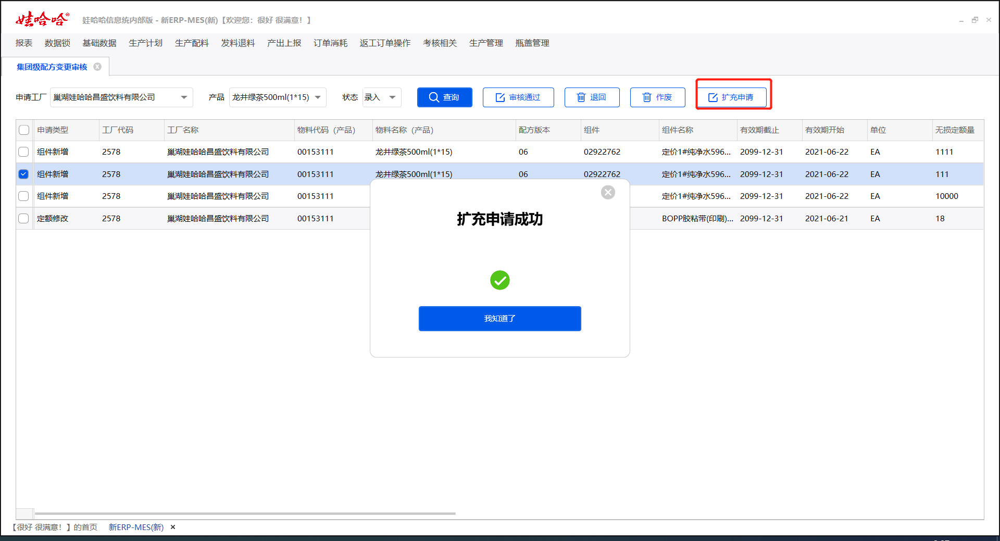 娃哈哈®
娃哈哈信息统内部版 - 新ERP-MES(新)【欢迎您：很好 很满意！】
报表 数据锁 基础数据 生产计划 生产配料 发料退料 产出上报 订单消耗 返工订单操作 考核相关 生产管理 瓶盖管理
集团级配方变更审核
申请工厂 巢湖娃哈哈昌盛饮料有限公司 产品 龙井绿茶500ml(1*15) 状态 录入 查询 审核通过 退回 作废 扩充申请
申请类型 工厂代码 工厂名称 物料代码（产品） 物料名称（产品） 配方版本 组件 组件名称 有效期截止 有效期开始 单位 无损定额量
组件新增 2578 巢湖娃哈哈昌盛饮料有限公司 00153111 龙井绿茶500ml(1*15) 06 02922762 定价1#纯净水596... 2099-12-31 2021-06-22 EA 1111
组件新增 2578 巢湖娃哈哈昌盛饮料有限公司 00153111 龙井绿茶500ml(1*15) 06 02922762 定价1#纯净水596... 2099-12-31 2021-06-22 EA 111
组件新增 2578 巢湖娃哈哈昌盛饮料有限公司 00153111 定价1#纯净水596... 2099-12-31 2021-06-22 EA 10000
定额修改 2578 巢湖娃哈哈昌盛饮料有限公司 00153111 BOPP胶粘带(印刷)... 2099-12-31 2021-06-21 EA 18
扩充申请成功
我知道了
【很好 很满意！】的首页 新ERP-MES(新)